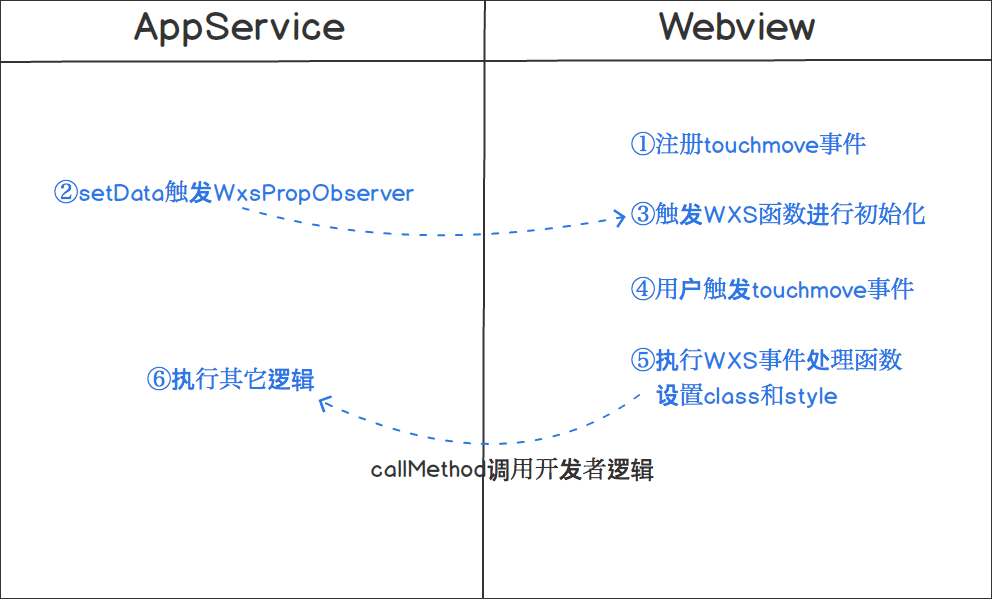 AppService
Webview
①注册touchmove事件
②setData触发WxsPropObserver
③触发WXS函数进行初始化
④用户触发touchmove事件
⑤执行WXS事件处理函数
设置class和style
⑥执行其它逻辑
callMethod调用开发者逻辑